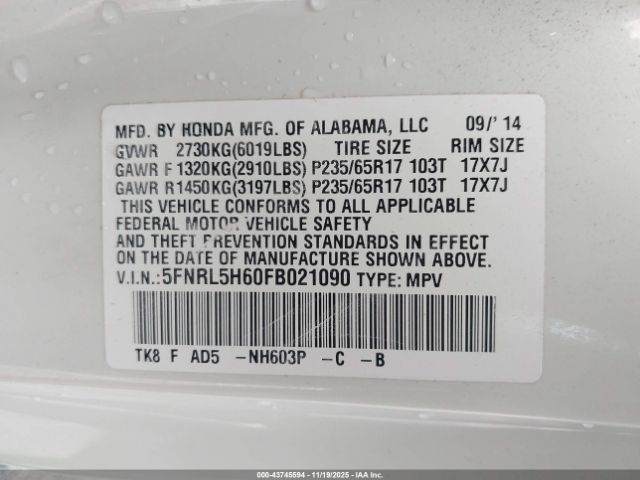 MFD. BY HONDA MFG. OF ALABAMA, LLC 09/' 14
GVWR 2730KG(6019LBS) TIRE SIZE RIM SIZE
GAWR F 1320KG(2910LBS) P235/65R17 103T 17X7J
GAWR R1450KG(3197LBS) P235/65R17 103T 17X7J
THIS VEHICLE CONFORMS TO ALL APPLICABLE
FEDERAL MOTOR VEHICLE SAFETY
AND THEFT PREVENTION STANDARDS IN EFFECT
ON THE DATE OF MANUFACTURE SHOWN ABOVE.
V.I.N.: 5FNRL5H60FB021090 TYPE: MPV
TK8 F AD5 -NH603P -C -B
000-43745594 - 11/19/2025 - IAAI.COM